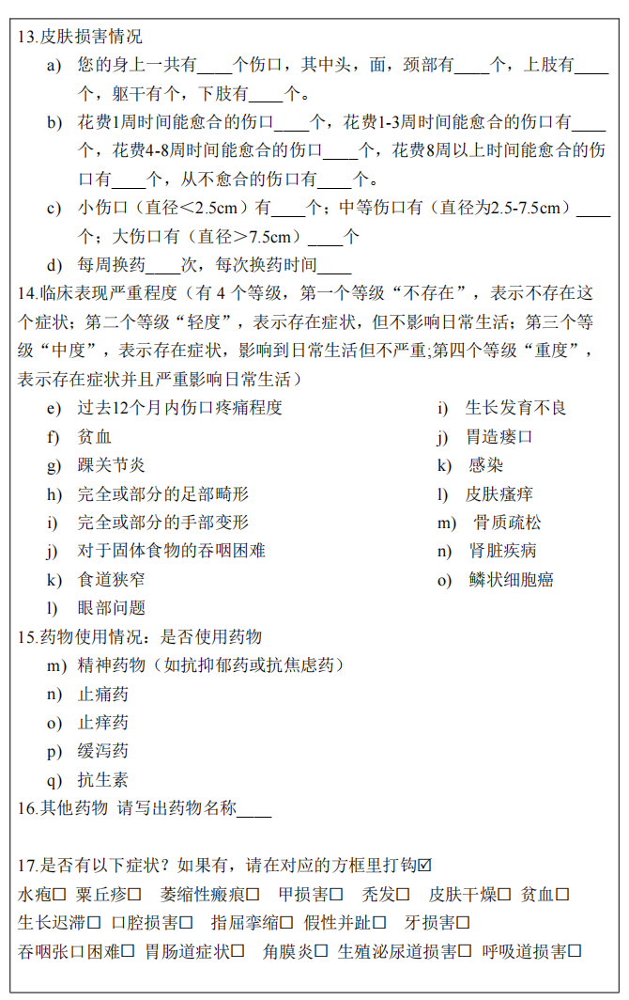 13.皮肤损害情况
a) 您的身上一共有____个伤口，其中头，面，颈部有____个，上肢有____
个，躯干有个，下肢有____个。
b) 花费1周时间能愈合的伤口____个，花费1-3周时间能愈合的伤口有____
个，花费4-8周时间能愈合的伤口____个，花费8周以上时间能愈合的伤
口有____个，从不愈合的伤口有____个。
c) 小伤口（直径＜2.5cm）有____个；中等伤口有（直径为2.5-7.5cm）____
个；大伤口有（直径＞7.5cm）____个
d) 每周换药____次，每次换药时间____
14.临床表现严重程度（有 4 个等级，第一个等级“不存在”，表示不存在这
个症状；第二个等级“轻度”，表示存在症状，但不影响日常生活；第三个等
级“中度”，表示存在症状，影响到日常生活但不严重;第四个等级“重度”，
表示存在症状并且严重影响日常生活）
e) 过去12个月内伤口疼痛程度
f) 贫血
g) 踝关节炎
h) 完全或部分的足部畸形
i) 完全或部分的手部变形
j) 对于固体食物的吞咽困难
k) 食道狭窄
l) 眼部问题
i) 生长发育不良
j) 胃造瘘口
k) 感染
l) 皮肤瘙痒
m) 骨质疏松
n) 肾脏疾病
o) 鳞状细胞癌
15.药物使用情况：是否使用药物
m) 精神药物（如抗抑郁药或抗焦虑药）
n) 止痛药
o) 止痒药
p) 缓泻药
q) 抗生素
16.其他药物 请写出药物名称____
17.是否有以下症状？如果有，请在对应的方框里打钩☑
水疱☐ 粟丘疹☐ 萎缩性瘢痕☐ 甲损害☐ 秃发☐ 皮肤干燥☐ 贫血☐
生长迟滞☐ 口腔损害☐ 指屈挛缩☐ 假性并趾☐ 牙损害☐
吞咽张口困难☐ 胃肠道症状☐ 角膜炎☐ 生殖泌尿道损害☐ 呼吸道损害☐